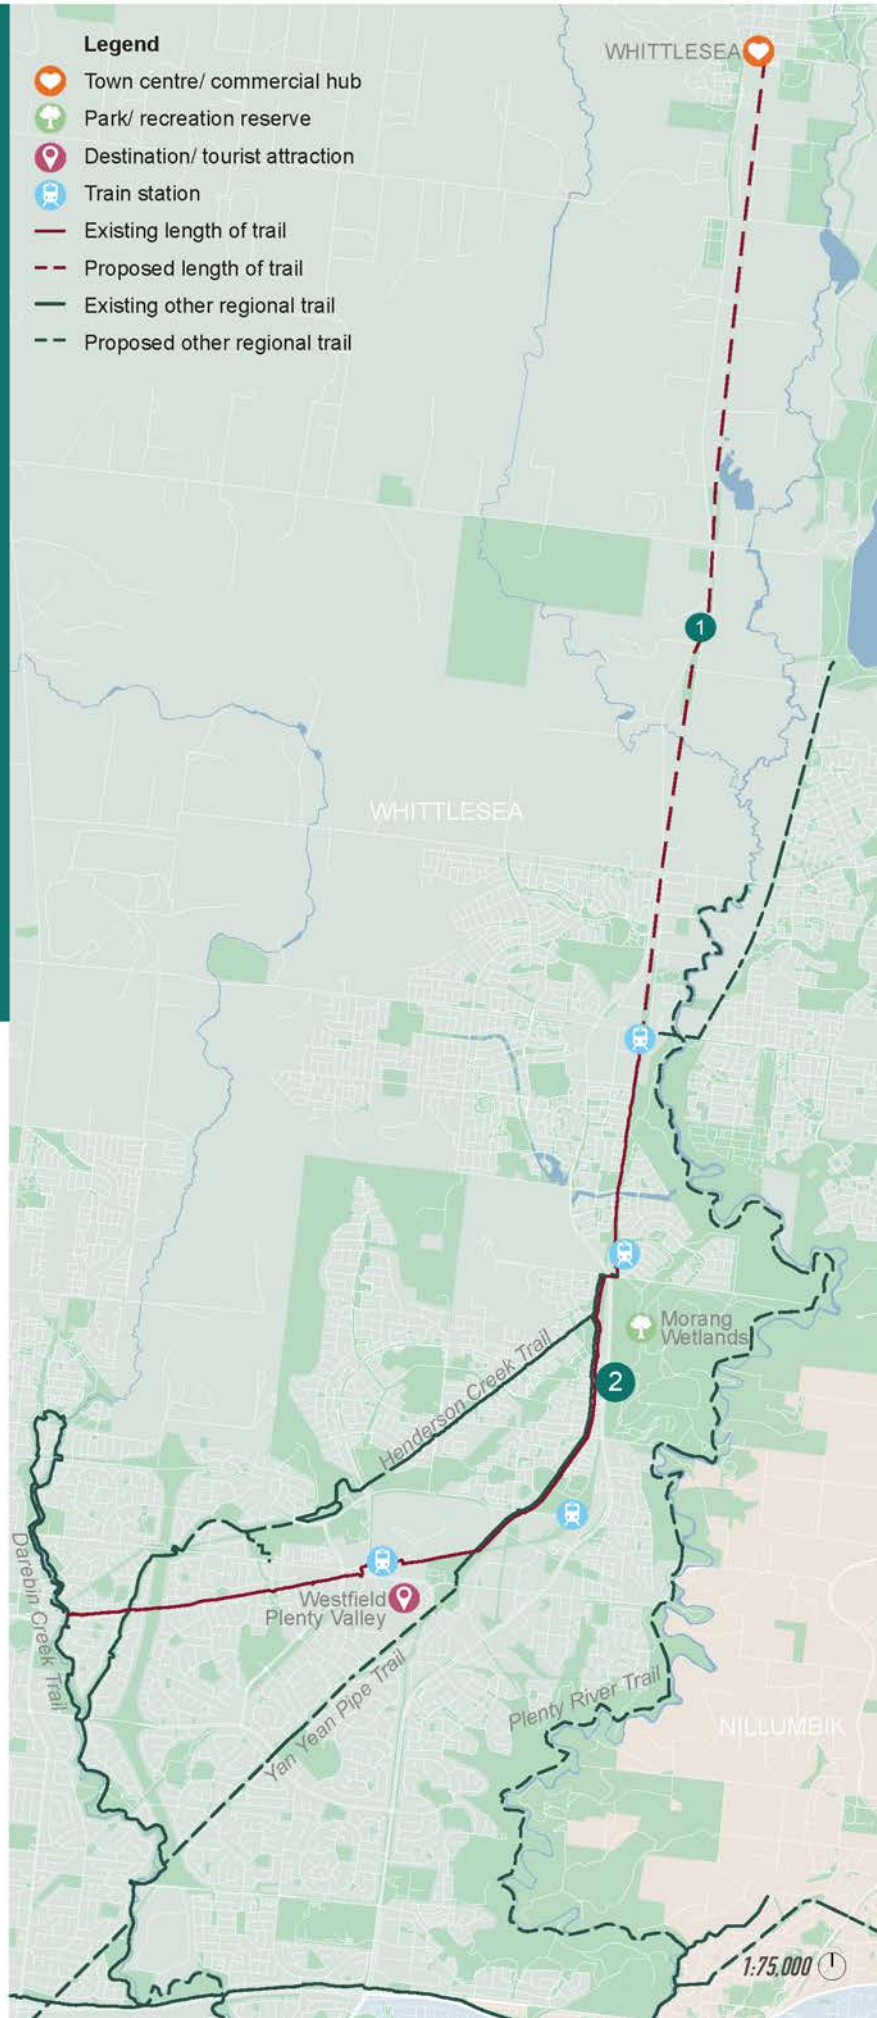 Legend
Town centre/ commercial hub
Park/ recreation reserve
Destination/ tourist attraction
Train station
Existing length of trail
Proposed length of trail
Existing other regional trail
Proposed other regional trail
WHITTLESEA
1
WHITTLESEA
Morang
Wetlands
2
Henderson Creek Trail
Darebin Creek Trail
Westfield
Plenty Valley
Yan Yean Pipe Trail
Plenty River Trail
NILLUMBIK
1:75,000